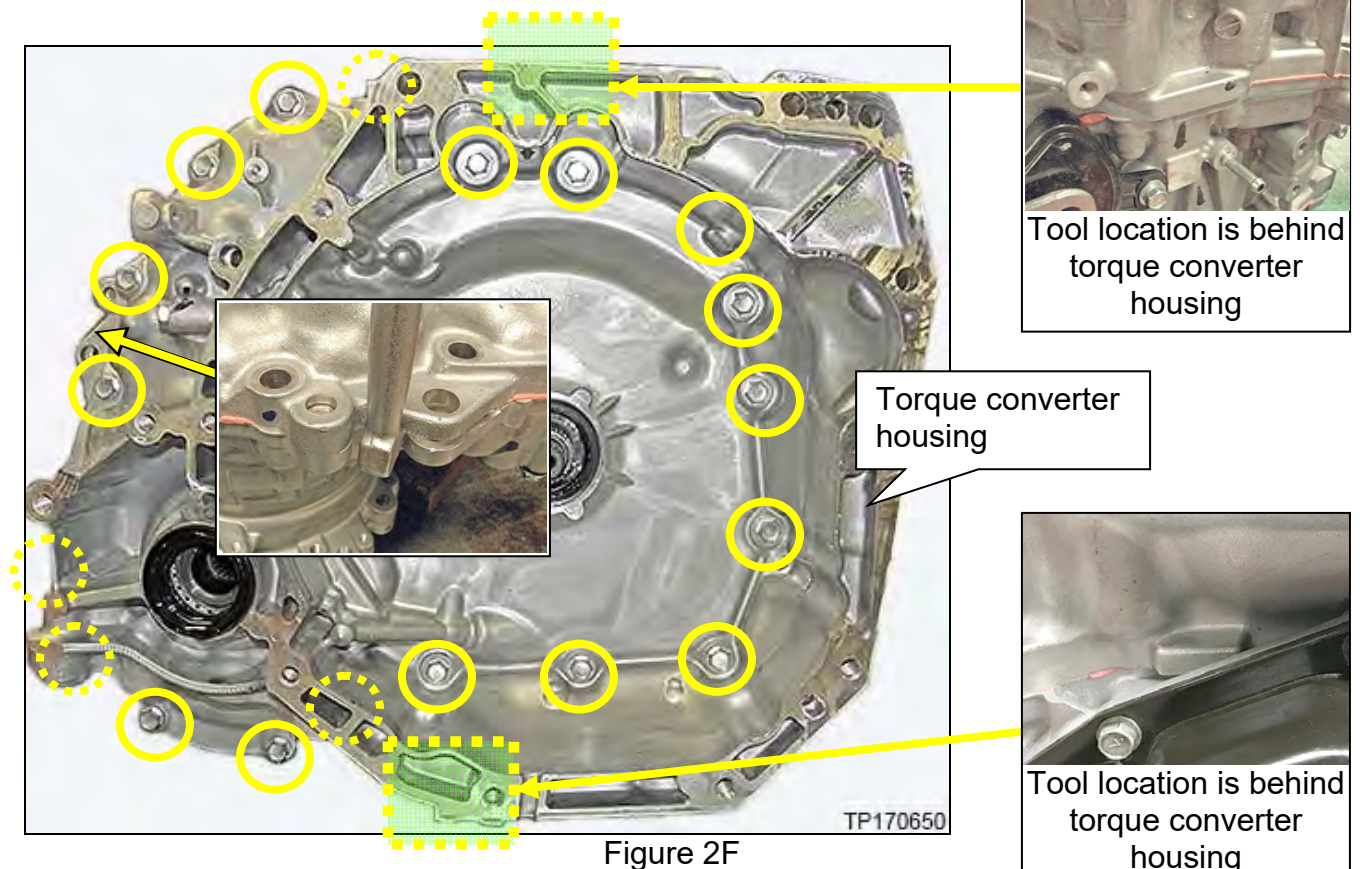 Tool location is behind
torque converter
housing
Torque converter
housing
Tool location is behind
torque converter
housing
TP170650
Figure 2F